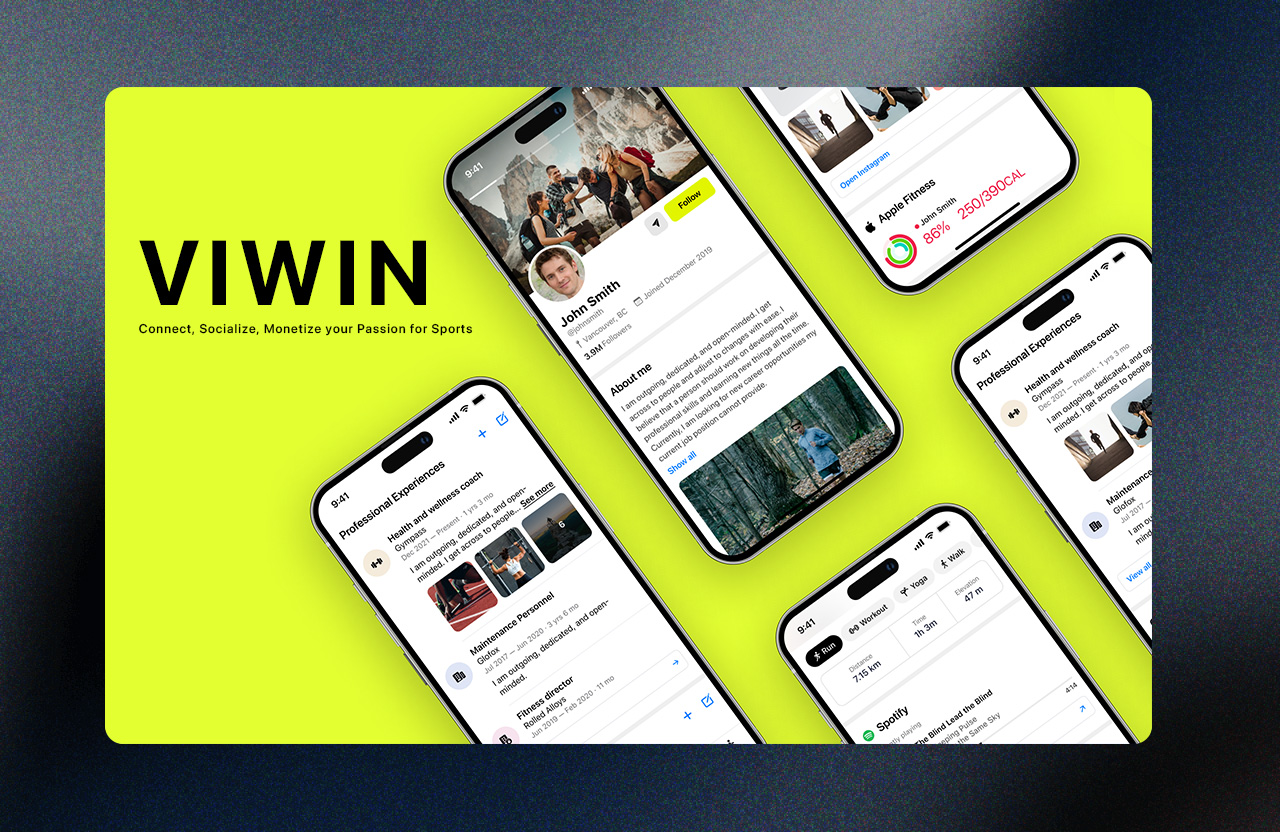 VIWIN
Connect, Socialize, Monetize your Passion for Sports
9:41
Follow
John Smith
@johnsmith
Vancouver, BC
Joined December 2019
3.9M Followers
About me
I am outgoing, dedicated, and open-minded. I get
across to people and adjust to changes with ease. I
believe that a person should work on developing their
professional skills and learning new things all the time.
Currently, I am looking for new career opportunities my
current job position cannot provide.
Show all
Open Instagram
Apple Fitness
John Smith
86%
250/390CAL
9:41
Professional Experiences
Health and wellness coach
Gympass
Dec 2021 — Present · 1 yrs 3 mo
I am outgoing, dedicated, and open-
minded. I get across to people... See more
6
Maintenance Personnel
Glofox
Jul 2017 — Jun 2020 · 3 yrs 6 mo
I am outgoing, dedicated, and open-
minded.
Fitness director
Rolled Alloys
Jun 2019 — Feb 2020 · 11 mo
9:41
Professional Experiences
Health and wellness coach
Gympass
Dec 2021 — Present · 1 yrs 3 mo
I am outgoing, dedicated, and
minded. I get across to
Maintenance
Glofox
Jul 2017
I am
minded.
View all
9:41
Run
Workout
Yoga
Walk
Distance
7.15 km
Time
1h 3m
Elevation
47 m
Spotify
playing
The Blind Lead the Blind
Pulse
the Same Sky
4:14